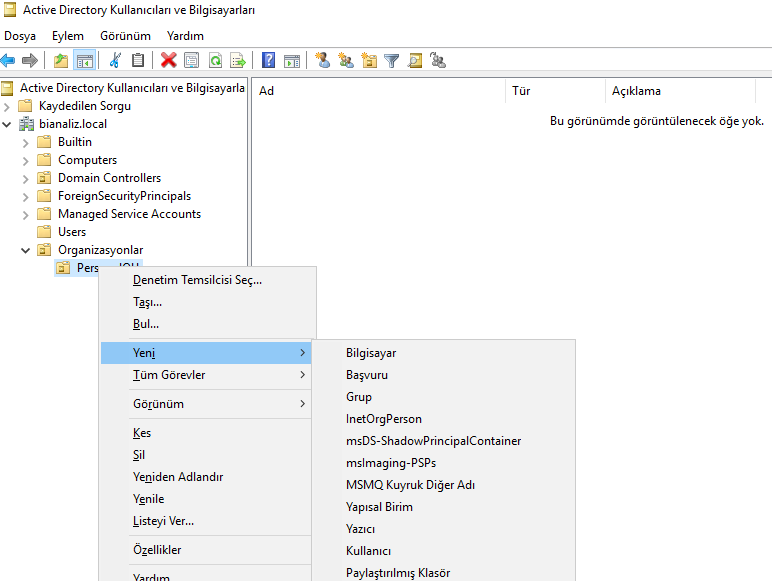 Active Directory Kullanıcıları ve Bilgisayarları
Dosya Eylem Görünüm Yardım
Active Directory Kullanıcıları ve Bilgisayarla
Kaydedilen Sorgu
bianaliz.local
Builtin
Computers
Domain Controllers
ForeignSecurityPrincipals
Managed Service Accounts
Users
Organizasyonlar
Ad Tür Açıklama
Bu görünümde görüntülenecek öğe yok.
Denetim Temsilcisi Seç...
Taşı...
Bul...
Yeni
Tüm Görevler
Görünüm
Kes
Sil
Yeniden Adlandır
Yenile
Listeyi Ver...
Özellikler
Yardım
Bilgisayar
Başvuru
Grup
InetOrgPerson
msDS-ShadowPrincipalContainer
msImaging-PSPs
MSMQ Kuyruk Diğer Adı
Yapısal Birim
Yazıcı
Kullanıcı
Paylaştırılmış Klasör